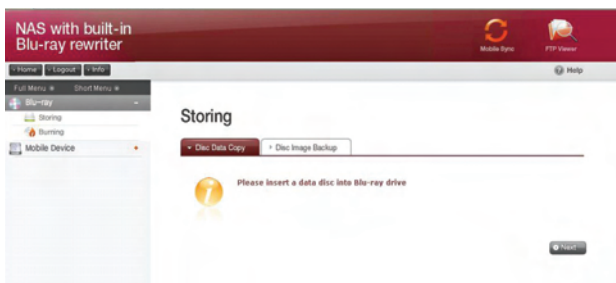 NAS with built-in
Blu-ray rewriter
Mobile Sync
FTP Viewer
Home
Logout
Info
Help
Full Menu
Short Menu
Blu-ray
Storing
Burning
Mobile Device
Storing
Disc Data Copy
Disc Image Backup
Please insert a data disc into Blu-ray drive
Next